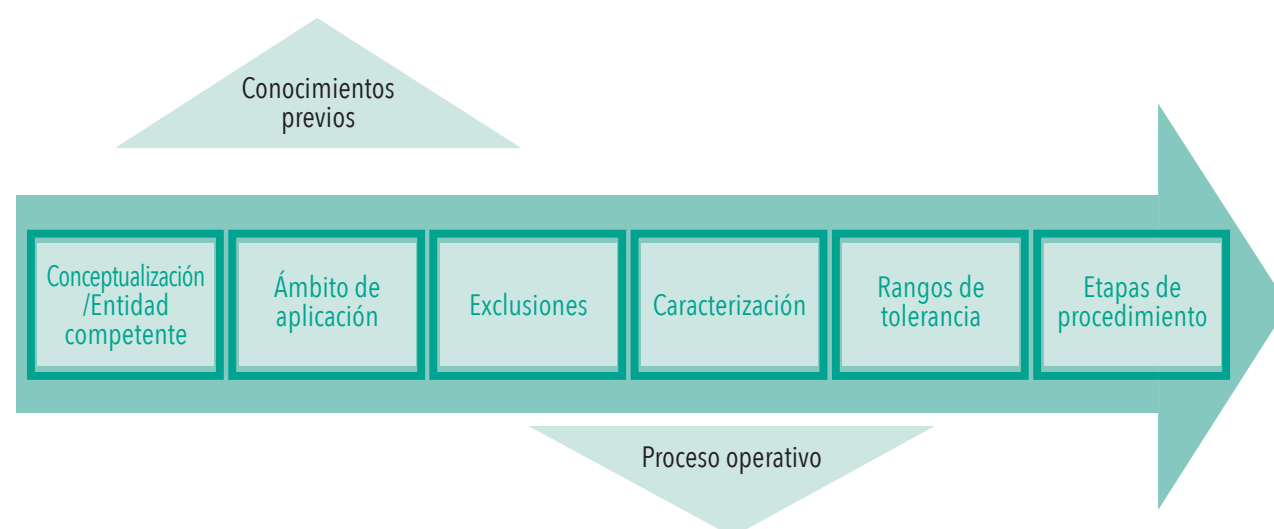 Conocimientos
previos
Conceptualización
/Entidad
competente
Ámbito de
aplicación
Exclusiones
Caracterización
Rangos de
tolerancia
Etapas de
procedimiento
Proceso operativo